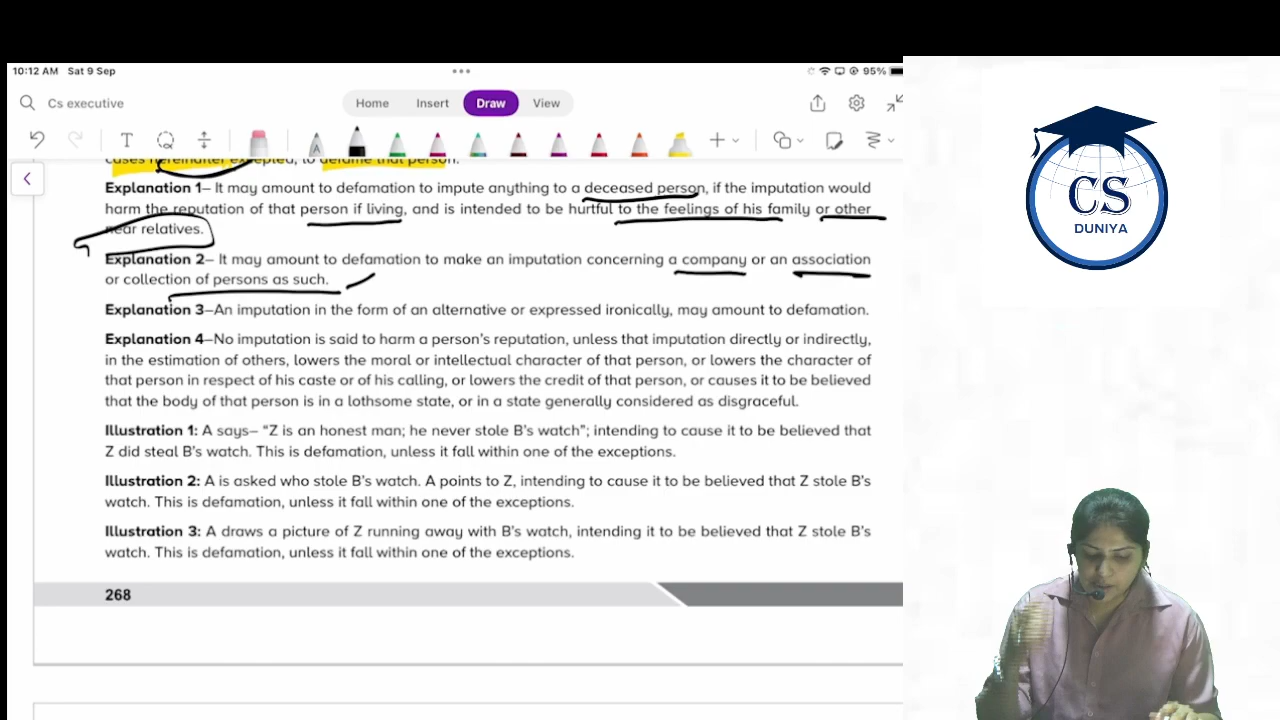 10:12 AM Sat 9 Sep
95%
Cs executive
Home Insert Draw View
cases hereinafter excepted, to defame that person.
Explanation 1– It may amount to defamation to impute anything to a deceased person, if the imputation would
harm the reputation of that person if living, and is intended to be hurtful to the feelings of his family or other
near relatives.
Explanation 2– It may amount to defamation to make an imputation concerning a company or an association
or collection of persons as such.
Explanation 3–An imputation in the form of an alternative or expressed ironically, may amount to defamation.
Explanation 4–No imputation is said to harm a person's reputation, unless that imputation directly or indirectly,
in the estimation of others, lowers the moral or intellectual character of that person, or lowers the character of
that person in respect of his caste or of his calling, or lowers the credit of that person, or causes it to be believed
that the body of that person is in a lothsome state, or in a state generally considered as disgraceful.
Illustration 1: A says– “Z is an honest man; he never stole B's watch”; intending to cause it to be believed that
Z did steal B's watch. This is defamation, unless it fall within one of the exceptions.
Illustration 2: A is asked who stole B's watch. A points to Z, intending to cause it to be believed that Z stole B's
watch. This is defamation, unless it fall within one of the exceptions.
Illustration 3: A draws a picture of Z running away with B's watch, intending it to be believed that Z stole B's
watch. This is defamation, unless it fall within one of the exceptions.
268
CS
DUNIYA